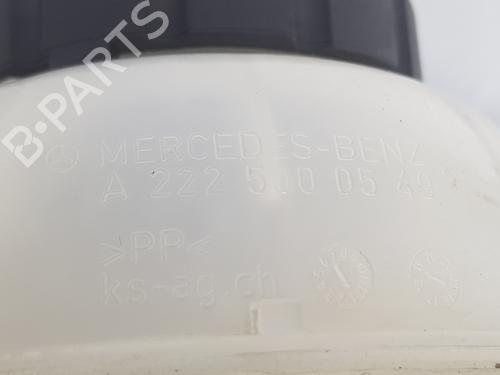 B-PARTS
MERCEDES-BENZ
A 222 500 05 49
>PP<
ks-ag.ch